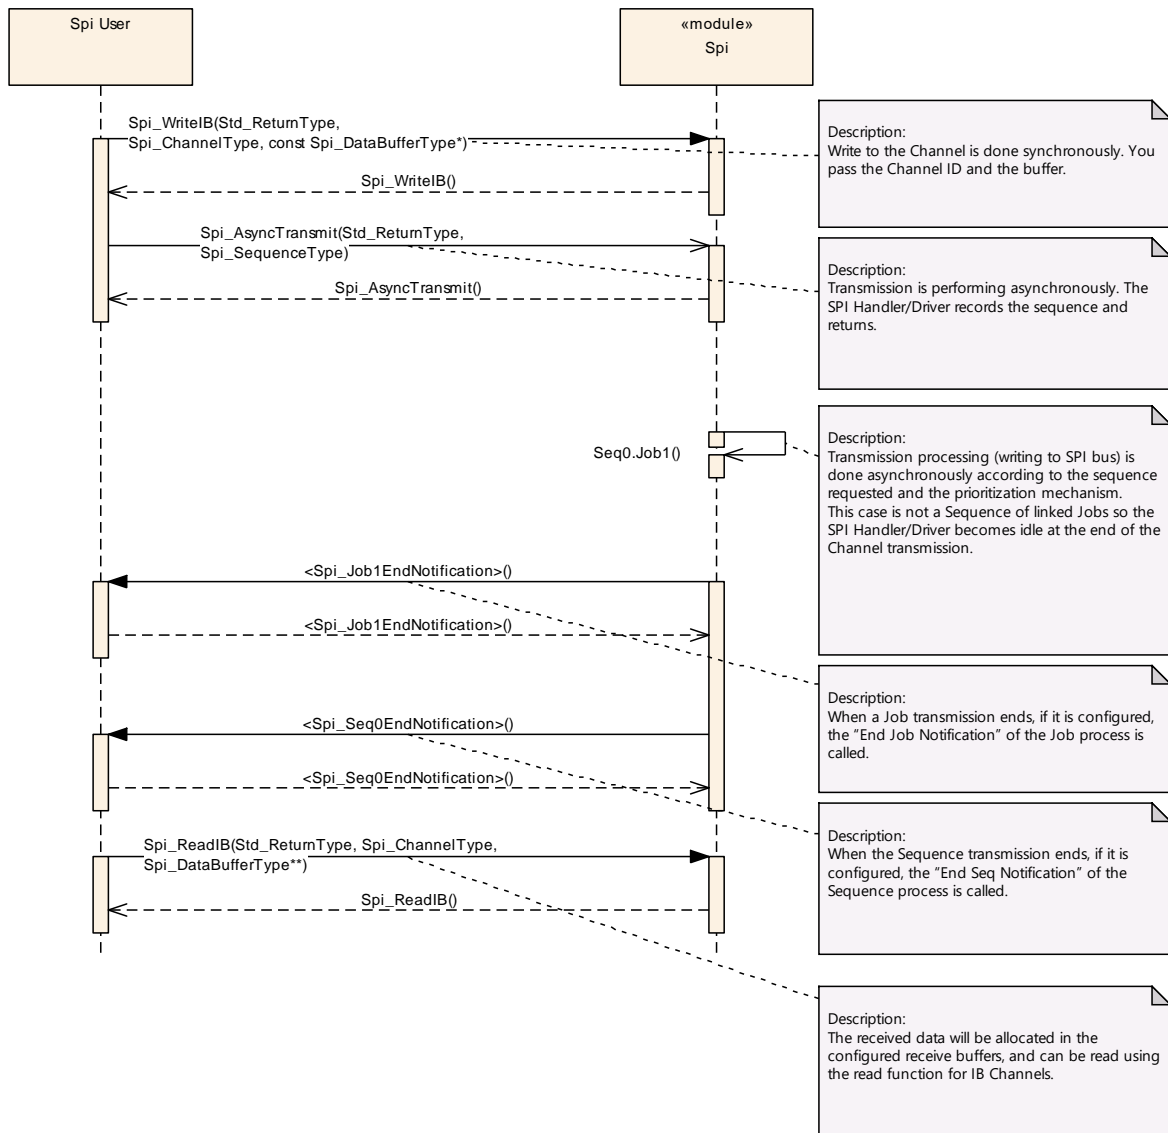 Spi User
«module»
Spi
Spi_WriteIB(Std_ReturnType,
Spi_ChannelType, const Spi_DataBufferType*)
Description:
Write to the Channel is done synchronously. You
pass the Channel ID and the buffer.
Spi_WriteIB()
Spi_AsyncTransmit(Std_ReturnType,
Spi_SequenceType)
Description:
Transmission is performing asynchronously. The
SPI Handler/Driver records the sequence and
returns.
Spi_AsyncTransmit()
Seq0.Job1()
Description:
Transmission processing (writing to SPI bus) is
done asynchronously according to the sequence
requested and the prioritization mechanism.
This case is not a Sequence of linked Jobs so the
SPI Handler/Driver becomes idle at the end of the
Channel transmission.
<Spi_Job1EndNotification>()
<Spi_Job1EndNotification>()
Description:
When a Job transmission ends, if it is configured,
the "End Job Notification" of the Job process is
called.
<Spi_Seq0EndNotification>()
<Spi_Seq0EndNotification>()
Description:
When the Sequence transmission ends, if it is
configured, the "End Seq Notification" of the
Sequence process is called.
Spi_ReadIB(Std_ReturnType, Spi_ChannelType,
Spi_DataBufferType**)
Spi_ReadIB()
Description:
The received data will be allocated in the
configured receive buffers, and can be read using
the read function for IB Channels.